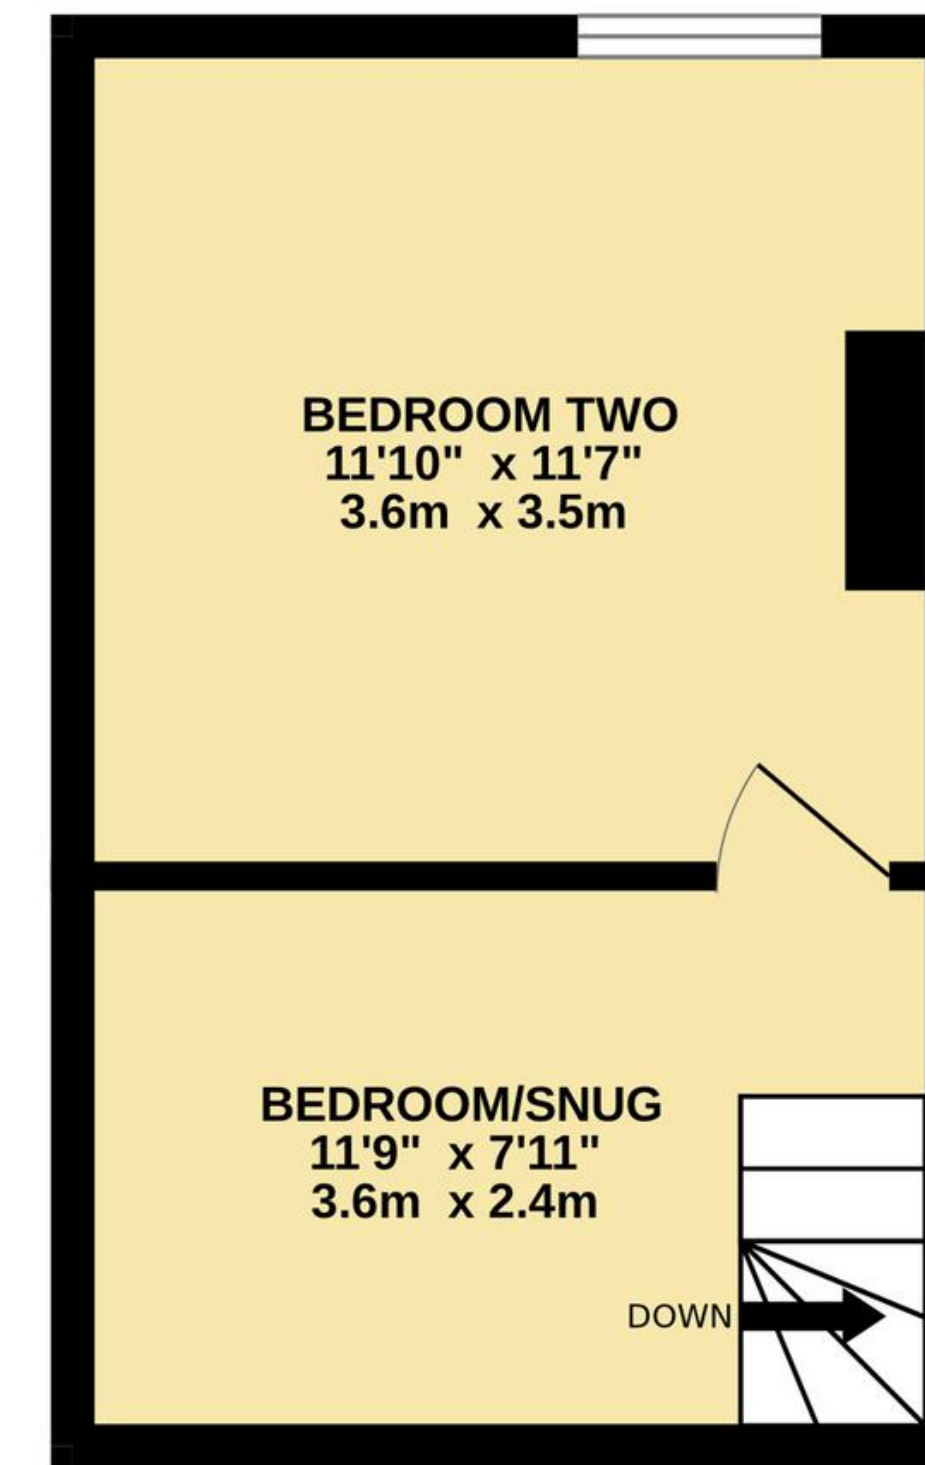 BEDROOM TWO
11'10" x 11'7"
3.6m x 3.5m
BEDROOM/SNUG
11'9" x 7'11"
3.6m x 2.4m
DOWN